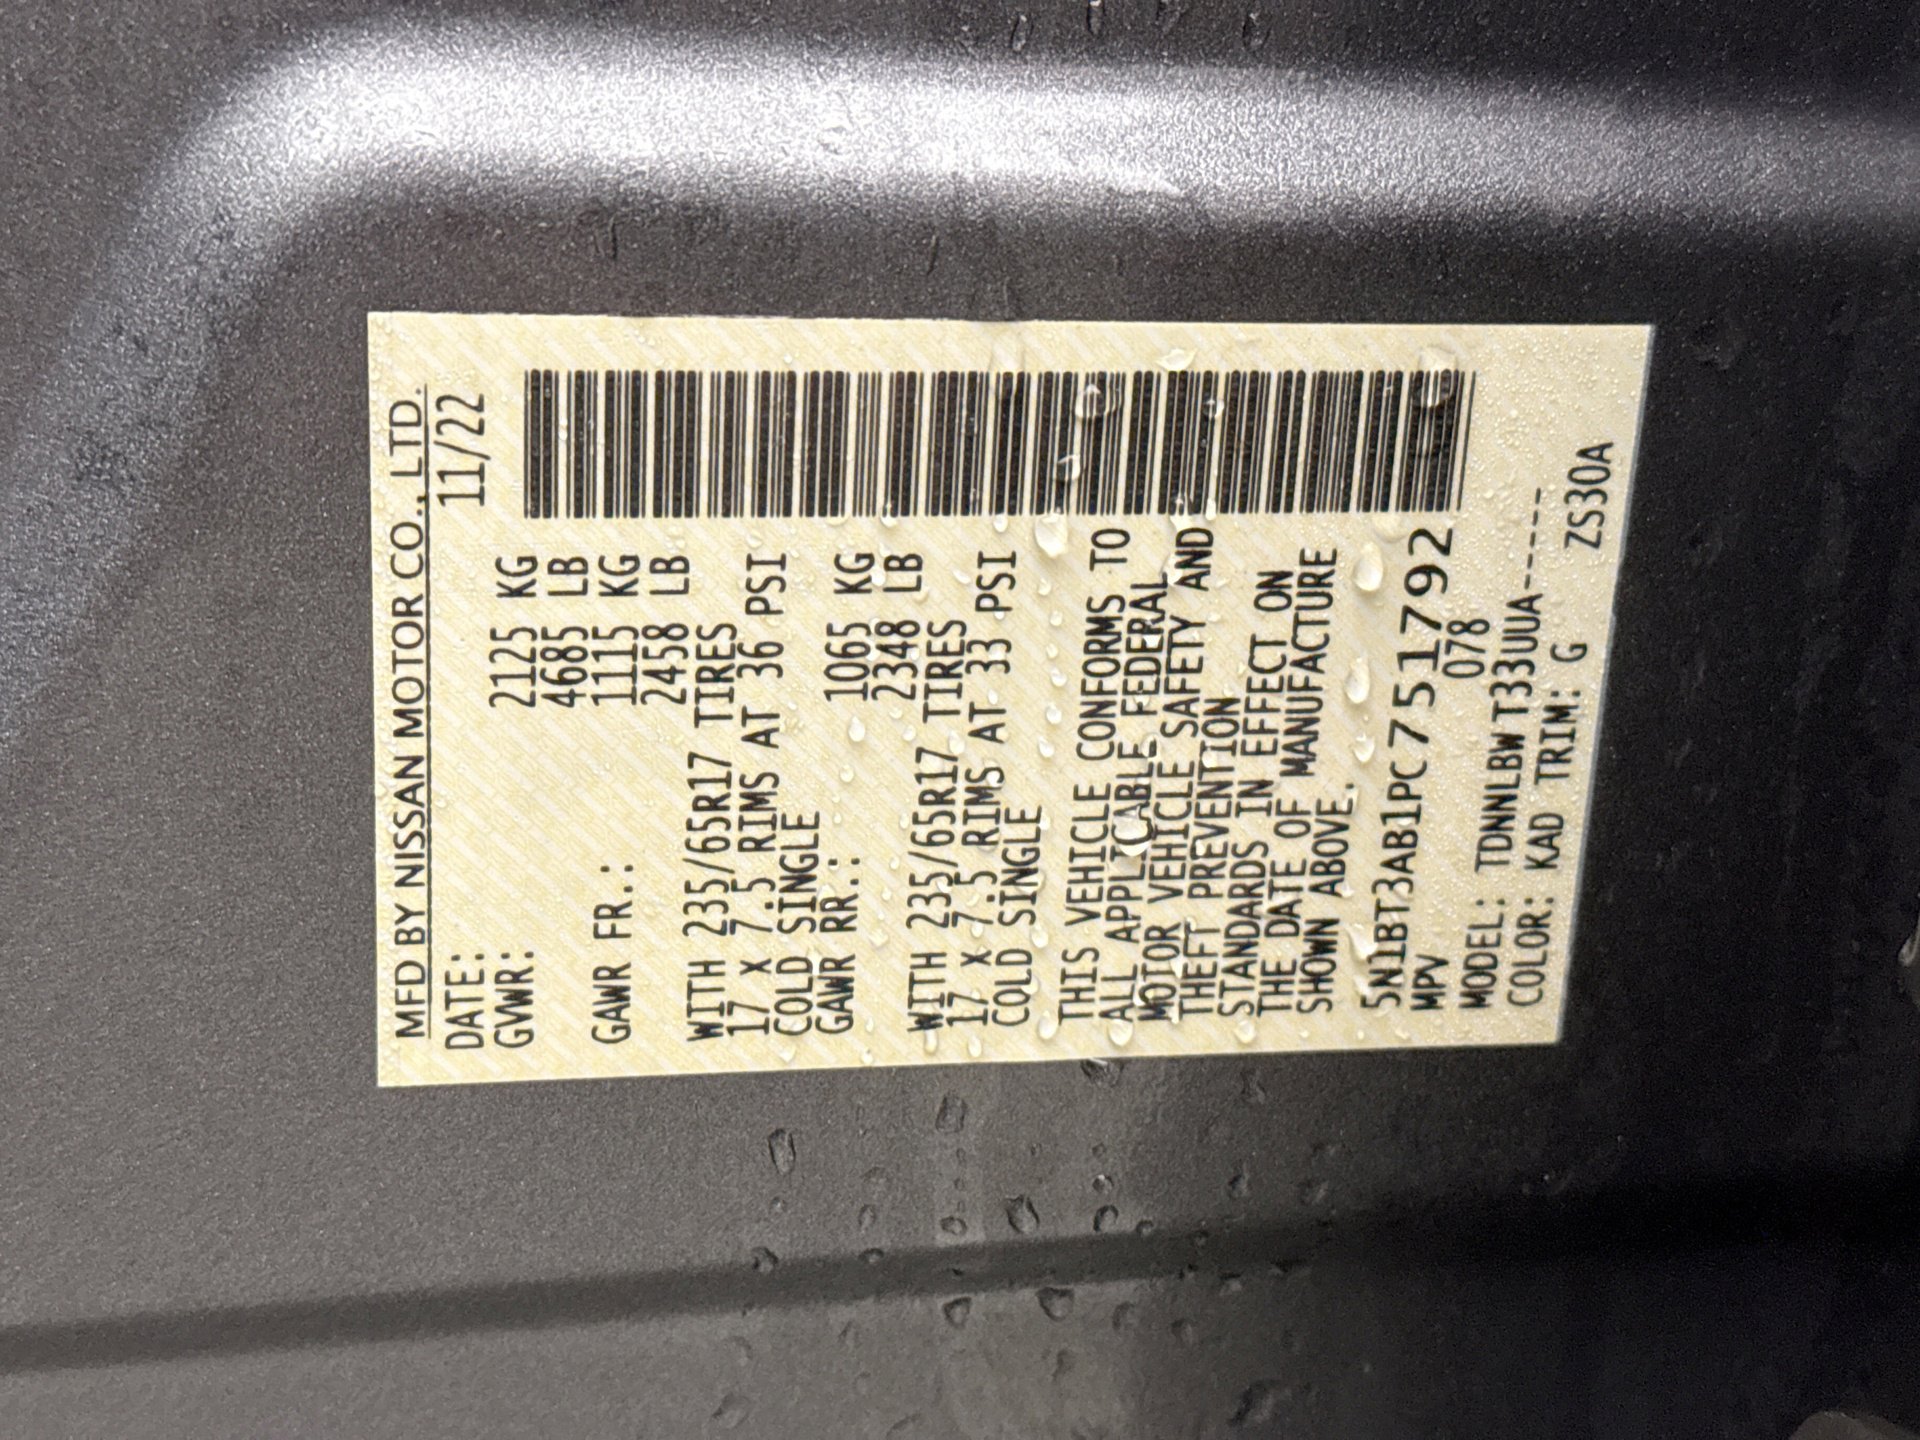 MFD BY NISSAN MOTOR CO., LTD.
DATE: 11/22
GVWR: 2125 KG
4685 LB
GAWR FR.: 1115 KG
2458 LB
WITH 235/65R17 TIRES
17 X 7.5 RIMS AT 36 PSI
COLD SINGLE
GAWR RR.: 1065 KG
2348 LB
WITH 235/65R17 TIRES
17 X 7.5 RIMS AT 33 PSI
COLD SINGLE
THIS VEHICLE CONFORMS TO
ALL APPLICABLE FEDERAL
MOTOR VEHICLE SAFETY AND
THEFT PREVENTION
STANDARDS IN EFFECT ON
THE DATE OF MANUFACTURE
SHOWN ABOVE.
5N1BT3AB1PC751792
MPV 078
MODEL: TDNNLBWT33UUA------
COLOR: KAD TRIM: G ZS30A